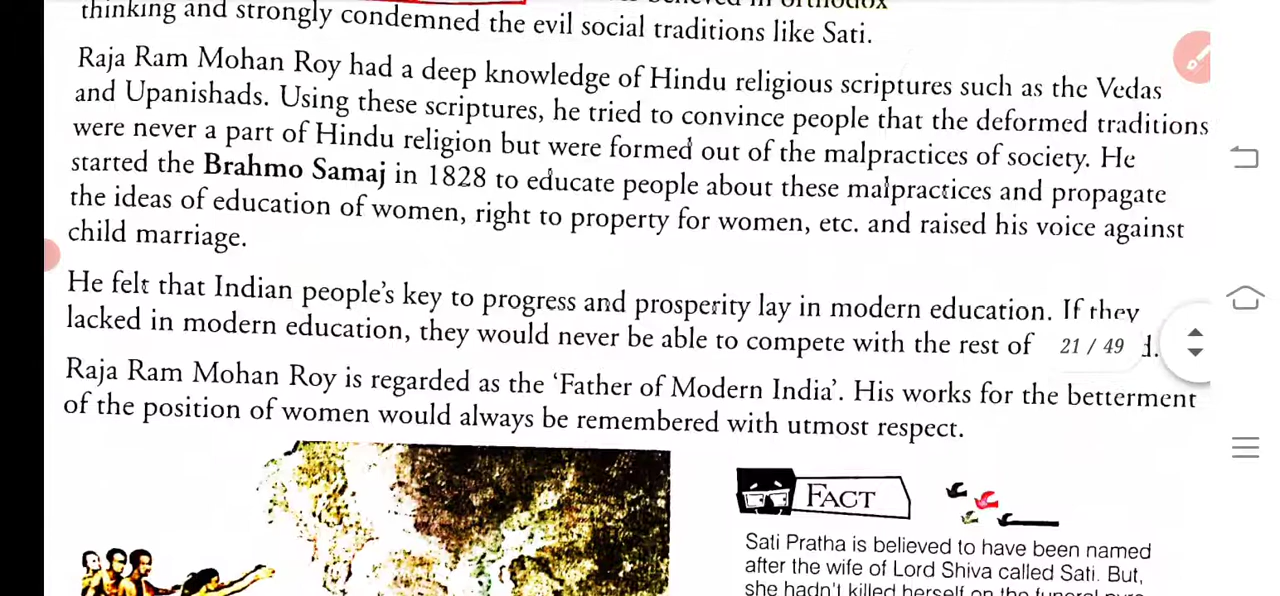 thinking and strongly condemned the evil social traditions like Sati.
Raja Ram Mohan Roy had a deep knowledge of Hindu religious scriptures such as the Vedas
and Upanishads. Using these scriptures, he tried to convince people that the deformed traditions
were never a part of Hindu religion but were formed out of the malpractices of society. He
started the Brahmo Samaj in 1828 to educate people about these malpractices and propagate
the ideas of education of women, right to property for women, etc. and raised his voice against
child marriage.
He felt that Indian people's key to progress and prosperity lay in modern education. If they
lacked in modern education, they would never be able to compete with the rest of
21 / 49
Raja Ram Mohan Roy is regarded as the 'Father of Modern India'. His works for the betterment
of the position of women would always be remembered with utmost respect.
FACT
Sati Pratha is believed to have been named
after the wife of Lord Shiva called Sati. But,
she hadn't killed herself on the funeral pyre